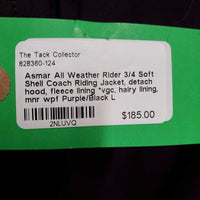 The Tack Collector
828360-124
Asmar All Weather Rider 3/4 Soft
Shell Coach Riding Jacket, detach
hood, fleece lining *vgc, hairy lining,
mnr wpf Purple/Black L
2NLUVQ
$185.00